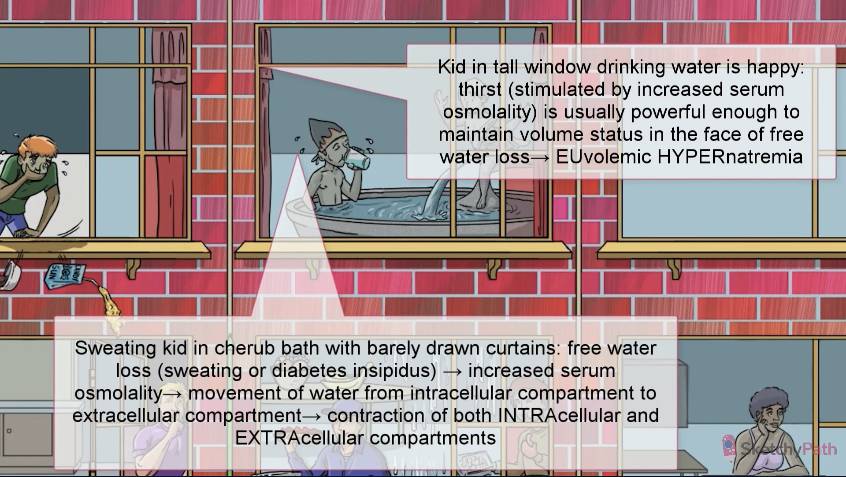 Kid in tall window drinking water is happy:
thirst (stimulated by increased serum
osmolality) is usually powerful enough to
maintain volume status in the face of free
water loss→ EUvolemic HYPERnatremia
Sweating kid in cherub bath with barely drawn curtains: free water
loss (sweating or diabetes insipidus) → increased serum
osmolality→ movement of water from intracellular compartment to
extracellular compartment→ contraction of both INTRAcellular and
EXTRAcellular compartments
SketchyPath